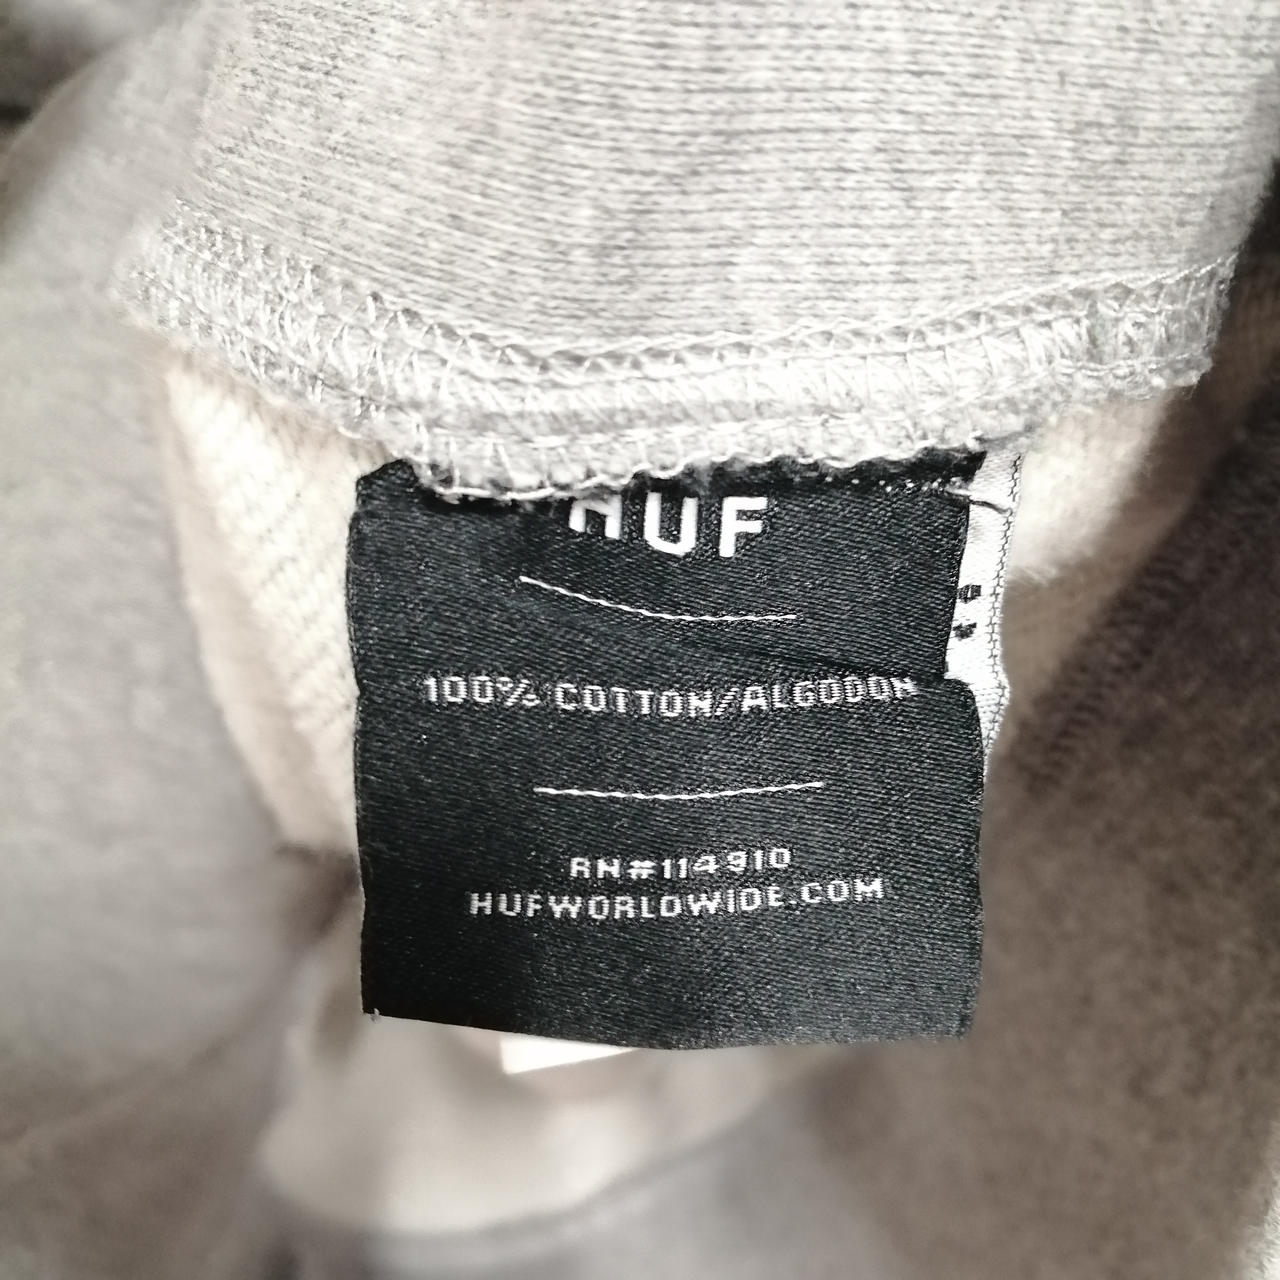 HUF
100% COTTON/ALGODON
RN#114910
HUFWORLDWIDE.COM